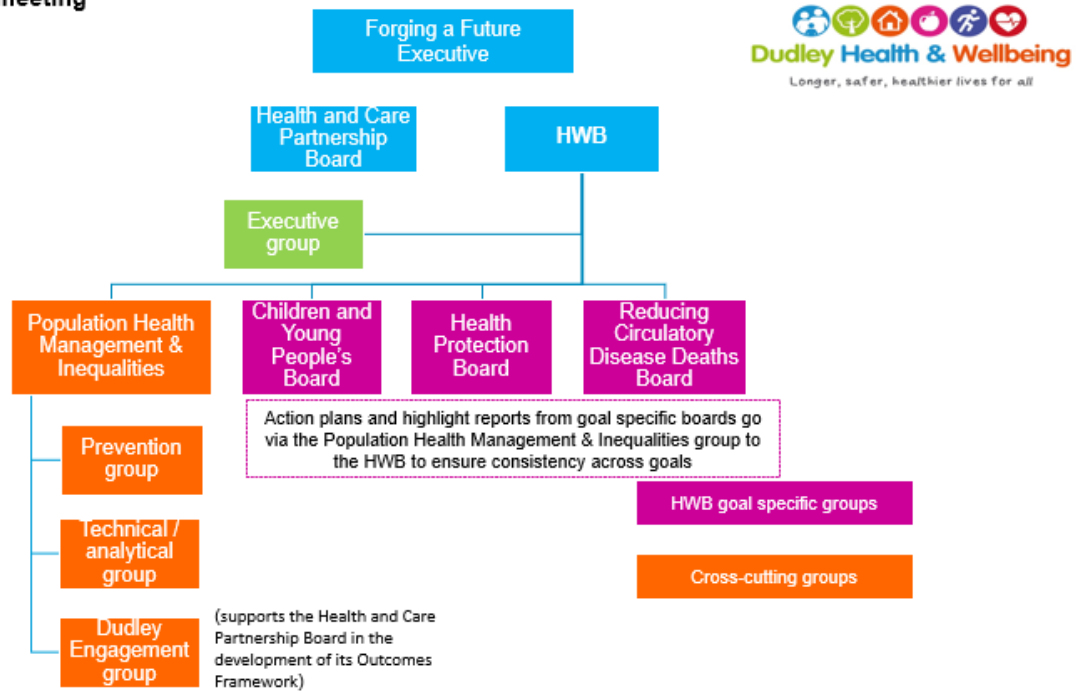 Forging a Future
Executive
Dudley Health & Wellbeing
Longer, safer, healthier lives for all
Health and Care
Partnership
Board
HWB
Executive
group
Population Health
Management &
Inequalities
Children and
Young
People's
Board
Health
Protection
Board
Reducing
Circulatory
Disease Deaths
Board
Action plans and highlight reports from goal specific boards go
via the Population Health Management & Inequalities group to
the HWB to ensure consistency across goals
Prevention
group
HWB goal specific groups
Technical /
analytical
group
Cross-cutting groups
Dudley
Engagement
group
(supports the Health and Care
Partnership Board in the
development of its Outcomes
Framework)